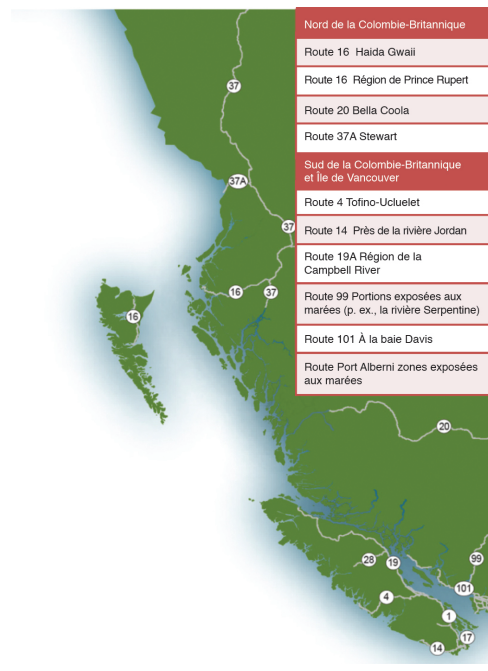 Nord de la Colombie-Britannique
Route 16 Haida Gwaii
Route 16 Région de Prince Rupert
Route 20 Bella Coola
Route 37A Stewart
Sud de la Colombie-Britannique
et Île de Vancouver
Route 4 Tofino-Ucluelet
Route 14 Près de la rivière Jordan
Route 19A Région de la
Campbell River
Route 99 Portions exposées aux
marées (p. ex., la rivière Serpentine)
Route 101 À la baie Davis
Route Port Alberni zones exposées
aux marées
37
37A
37
16
37
16
20
28
19
99
101
4
1
17
14